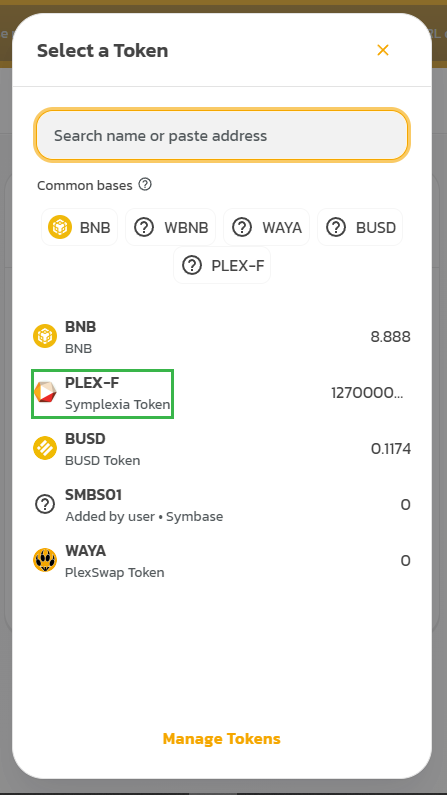 Select a Token
Search name or paste address
Common bases
BNB
WBNB
WAYA
BUSD
PLEX-F
BNB
BNB
8.888
PLEX-F
Symplexia Token
1270000...
BUSD
BUSD Token
0.1174
SMBS01
Added by user • Symbase
0
WAYA
PlexSwap Token
0
Manage Tokens